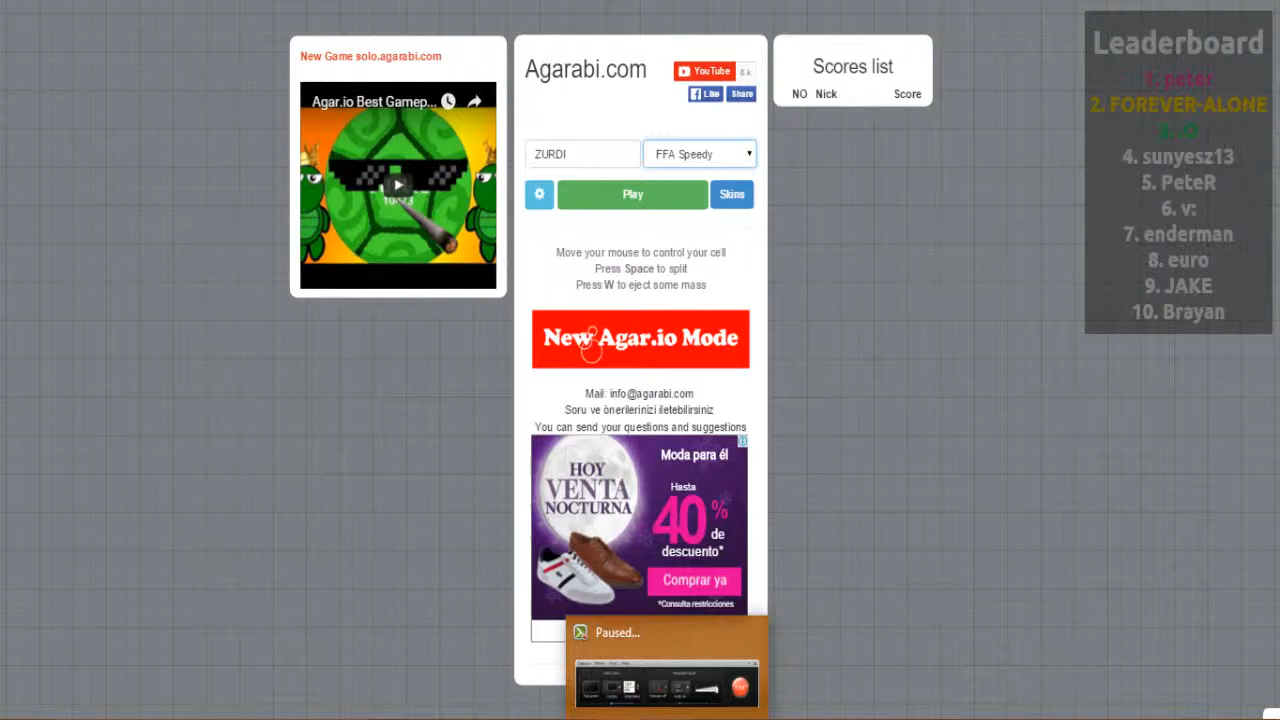 New Game solo.agarabi.com
Agar.io Best Gamep...
Agarabi.com
YouTube
6 k
Like
Share
ZURDI
FFA Speedy
Play
Skins
Move your mouse to control your cell
Press Space to split
Press W to eject some mass
New Agar.io Mode
Mail: info@agarabi.com
Soru ve önerilerinizi iletebilirsiniz
You can send your questions and suggestions
HOY
VENTA
NOCTURNA
Moda para él
Hasta
40%
de
descuento*
Comprar ya
*Consulta restricciones
Paused...
Scores list
NO Nick Score
Leaderboard
1. peter
2. FOREVER-ALONE
3. :O
4. sunyesz13
5. PeteR
6. v:
7. enderman
8. euro
9. JAKE
10. Brayan